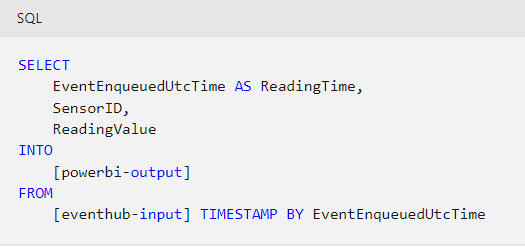 SQL
SELECT
EventEnqueuedUtcTime AS ReadingTime,
SensorID,
ReadingValue
INTO
[powerbi-output]
FROM
[eventhub-input] TIMESTAMP BY EventEnqueuedUtcTime